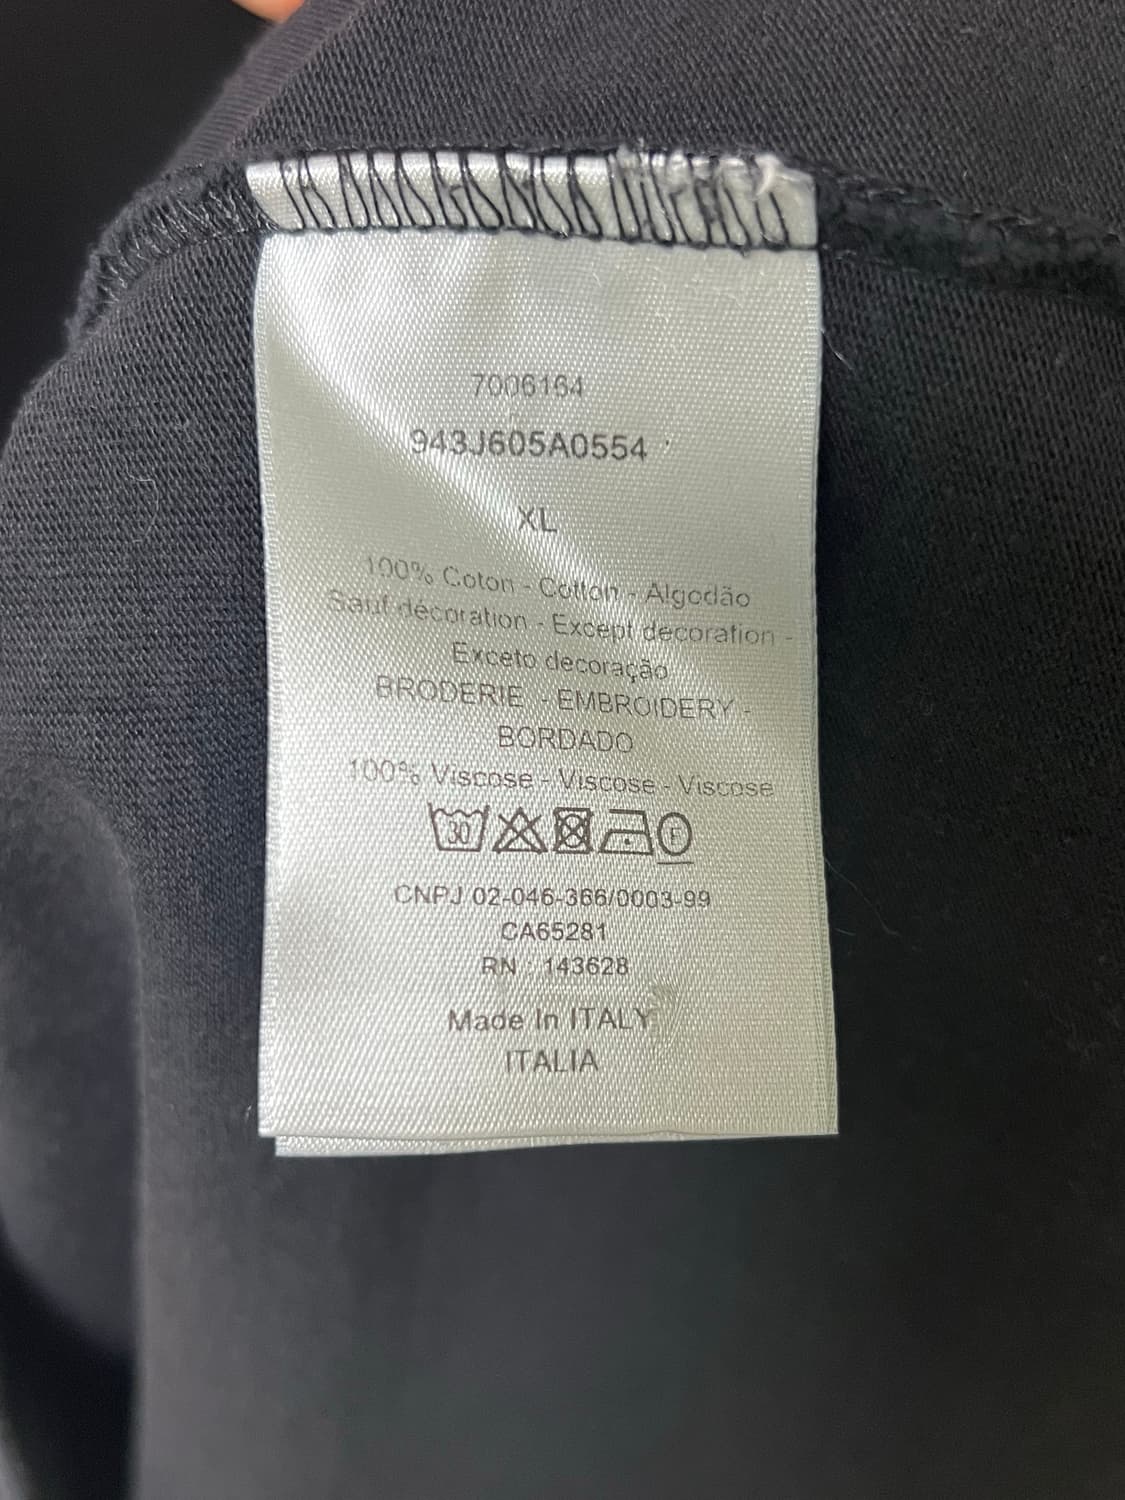 7006164
943J605A0554
XL
100% Coton - Cotton - Algodão
Sauf décoration - Except decoration -
Exceto decoração
BRODERIE - EMBROIDERY -
BORDADO
100% Viscose - Viscose - Viscose
30 F
CNPJ 02-046-366/0003-99
CA65281
RN : 143628
Made In ITALY
ITALIA